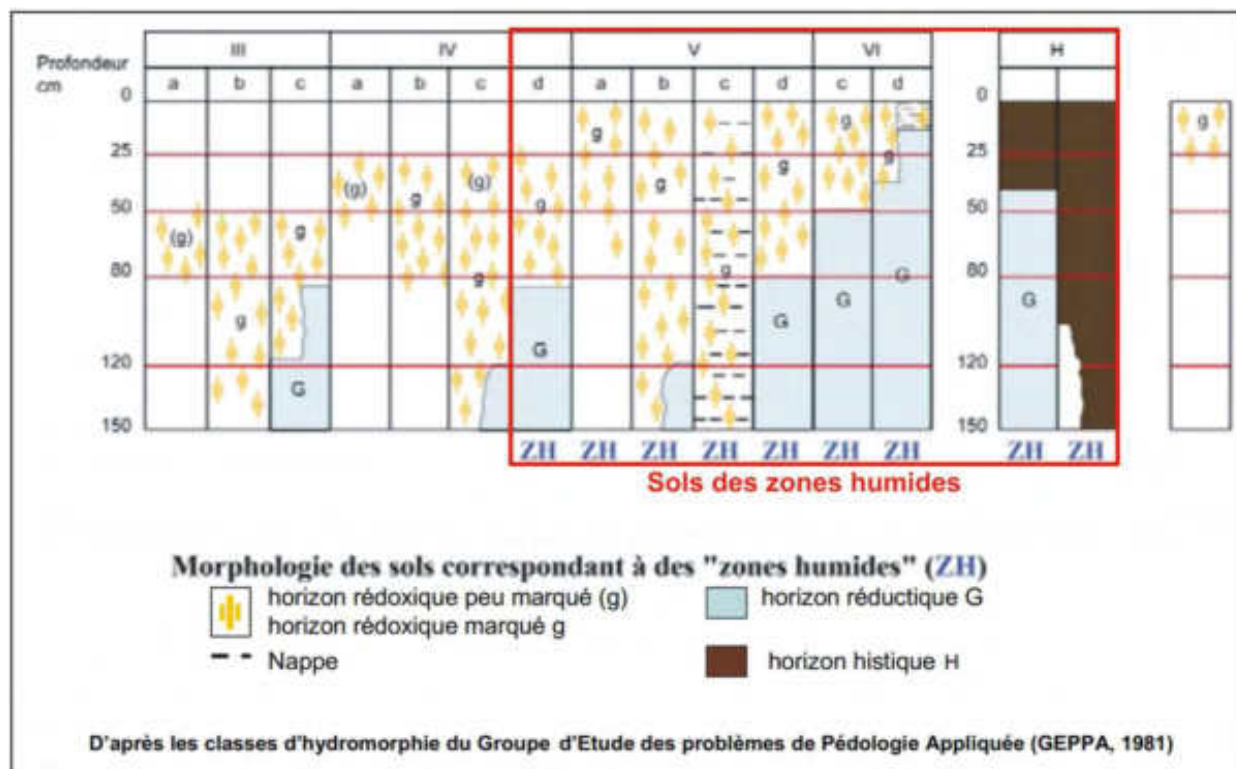 III IV V VI H
Profondeur
cm a b c a b c d a b c d c d
0 0
g g g
(g) (g) g g
25 25
(g) g (g) g g g
50 50
(g) g g g
80 g G 80
g G G G G
120 G 120
150 150
ZH ZH ZH ZH ZH ZH ZH ZH ZH
Sols des zones humides
Morphologie des sols correspondant à des "zones humides" (ZH)
horizon rédoxique peu marqué (g) horizon réductique G
horizon rédoxique marqué g
Nappe horizon histique H
D'après les classes d'hydromorphie du Groupe d'Etude des problèmes de Pédologie Appliquée (GEPPA, 1981)